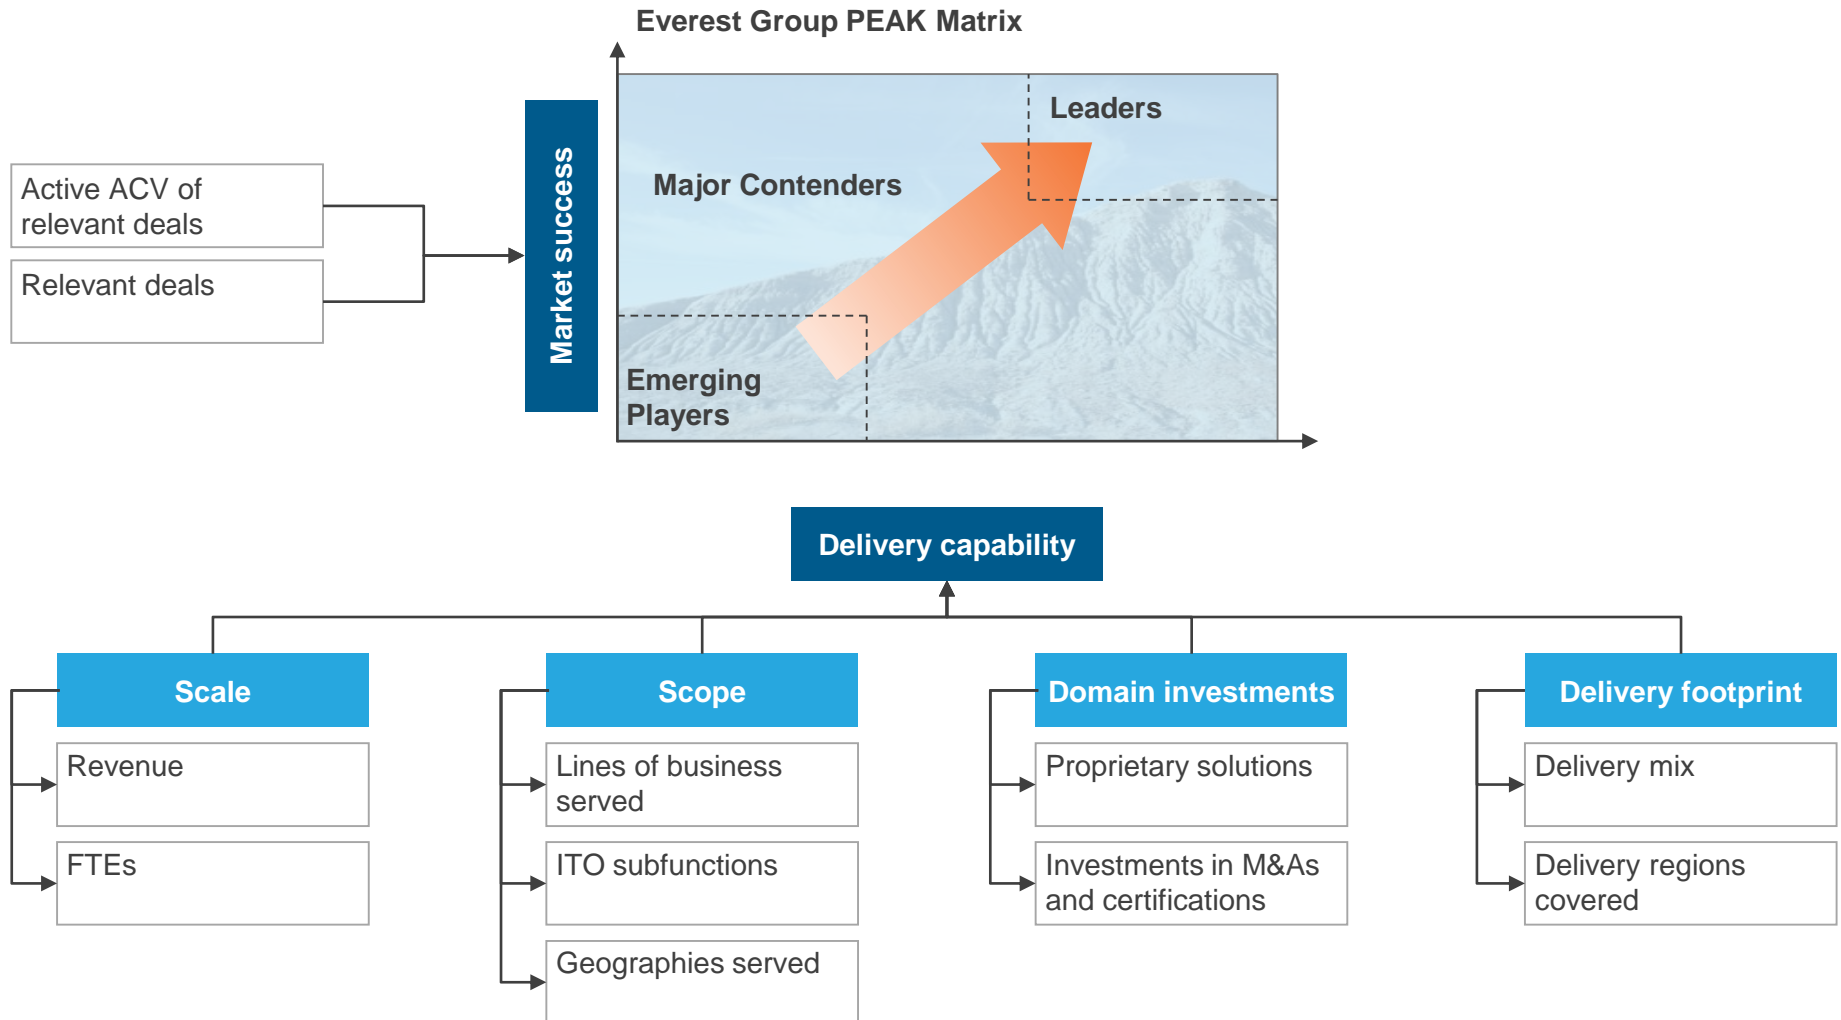 Everest Group PEAK Matrix
Leaders
Major Contenders
Emerging
Players
Market success
Active ACV of
relevant deals
Relevant deals
Delivery capability
Scale
Revenue
FTEs
Scope
Lines of business
served
ITO subfunctions
Geographies served
Domain investments
Proprietary solutions
Investments in M&As
and certifications
Delivery footprint
Delivery mix
Delivery regions
covered